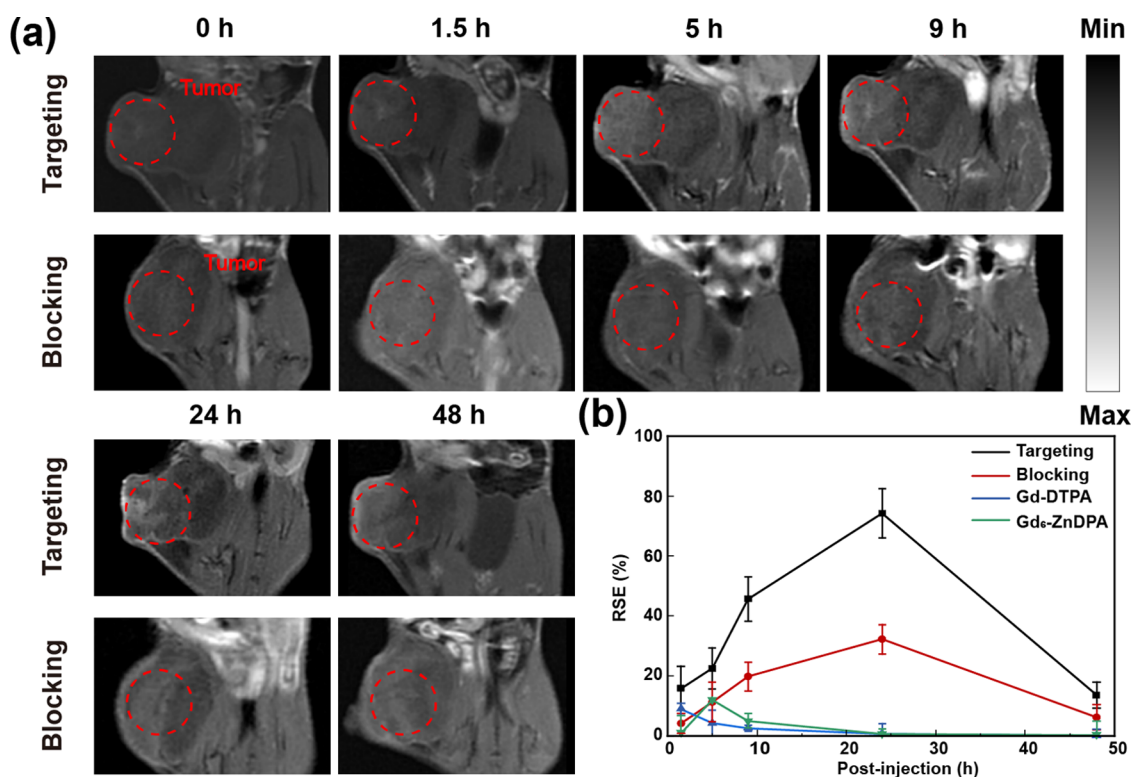 (a)
0 h 1.5 h 5 h 9 h Min
Targeting
Tumor
Blocking
Tumor
Max
24 h 48 h
Targeting
Blocking
(b)
100
80
60
40
20
0
RSE (%)
Targeting
Blocking
Gd-DTPA
Gd₆-ZnDPA
0 10 20 30 40 50
Post-injection (h)